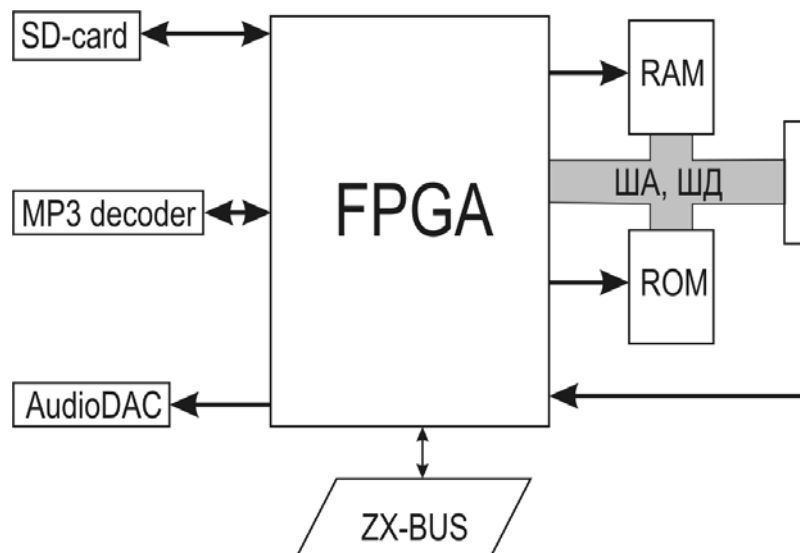 SD-card
RAM
MP3 decoder
FPGA
ША, ШД
ROM
AudioDAC
ZX-BUS